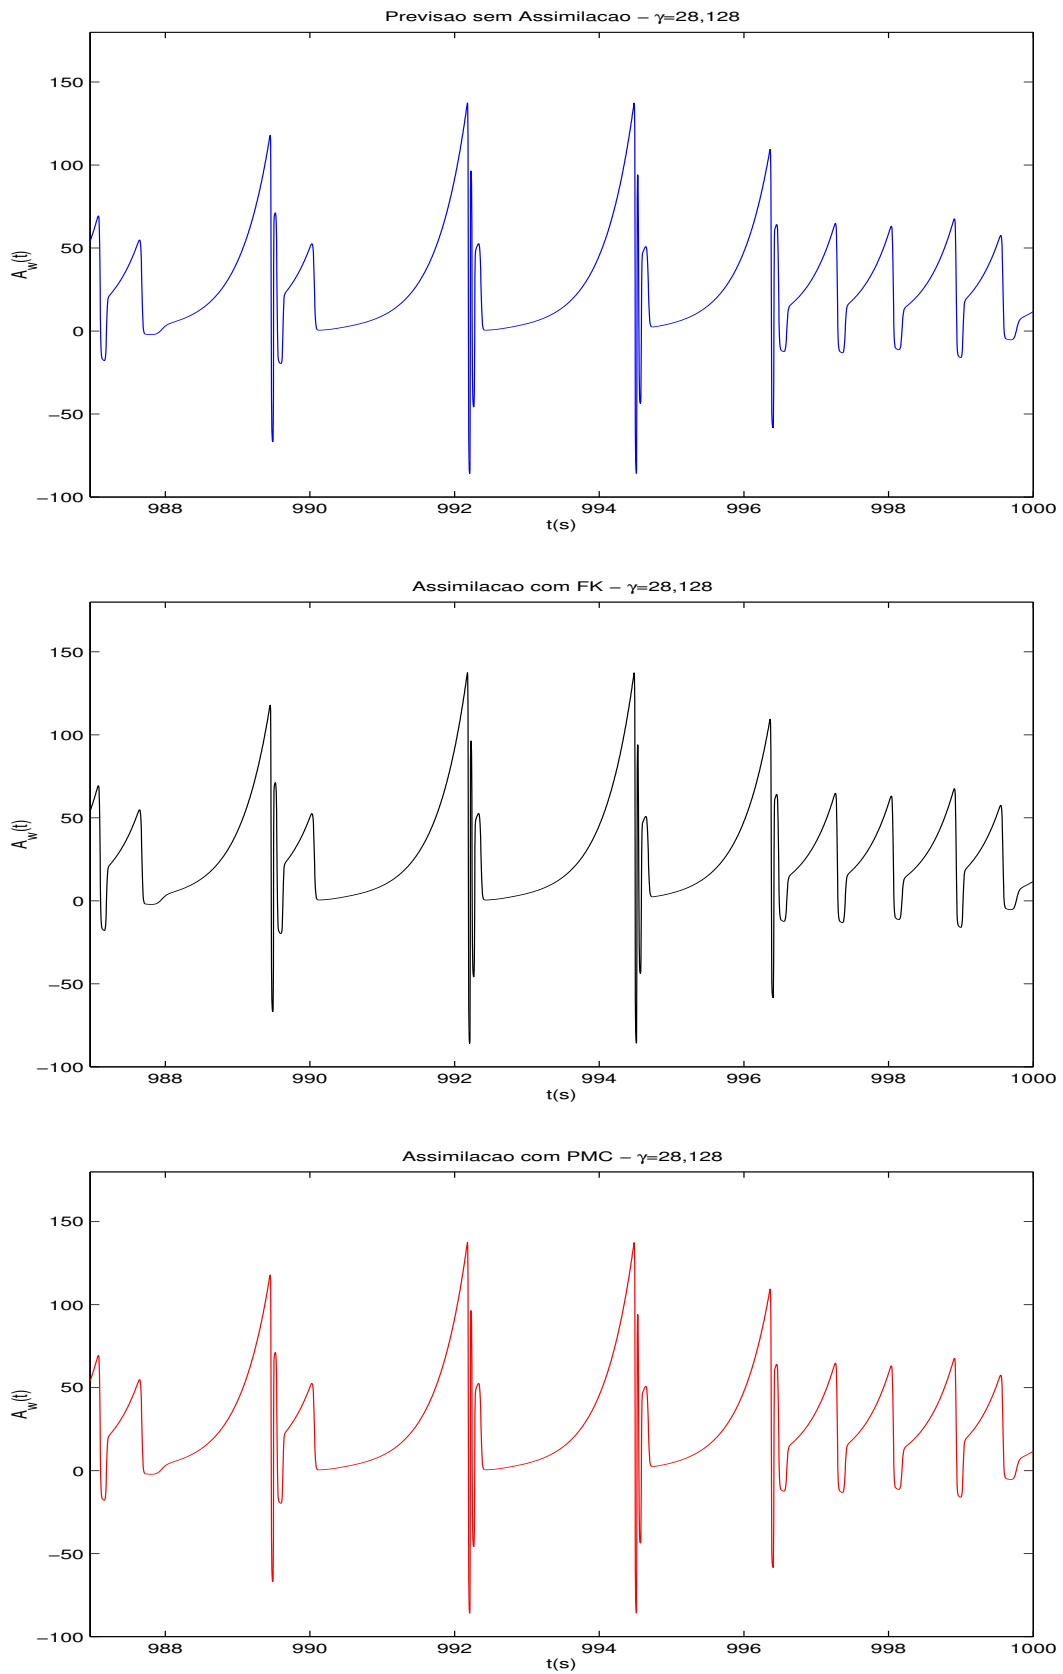 Previsao sem Assimilacao – γ=28,128
150
100
50
0
−50
−100
A_w(t)
988 990 992 994 996 998 1000
t(s)
Assimilacao com FK – γ=28,128
150
100
50
0
−50
−100
A_w(t)
988 990 992 994 996 998 1000
t(s)
Assimilacao com PMC – γ=28,128
150
100
50
0
−50
−100
A_w(t)
988 990 992 994 996 998 1000
t(s)